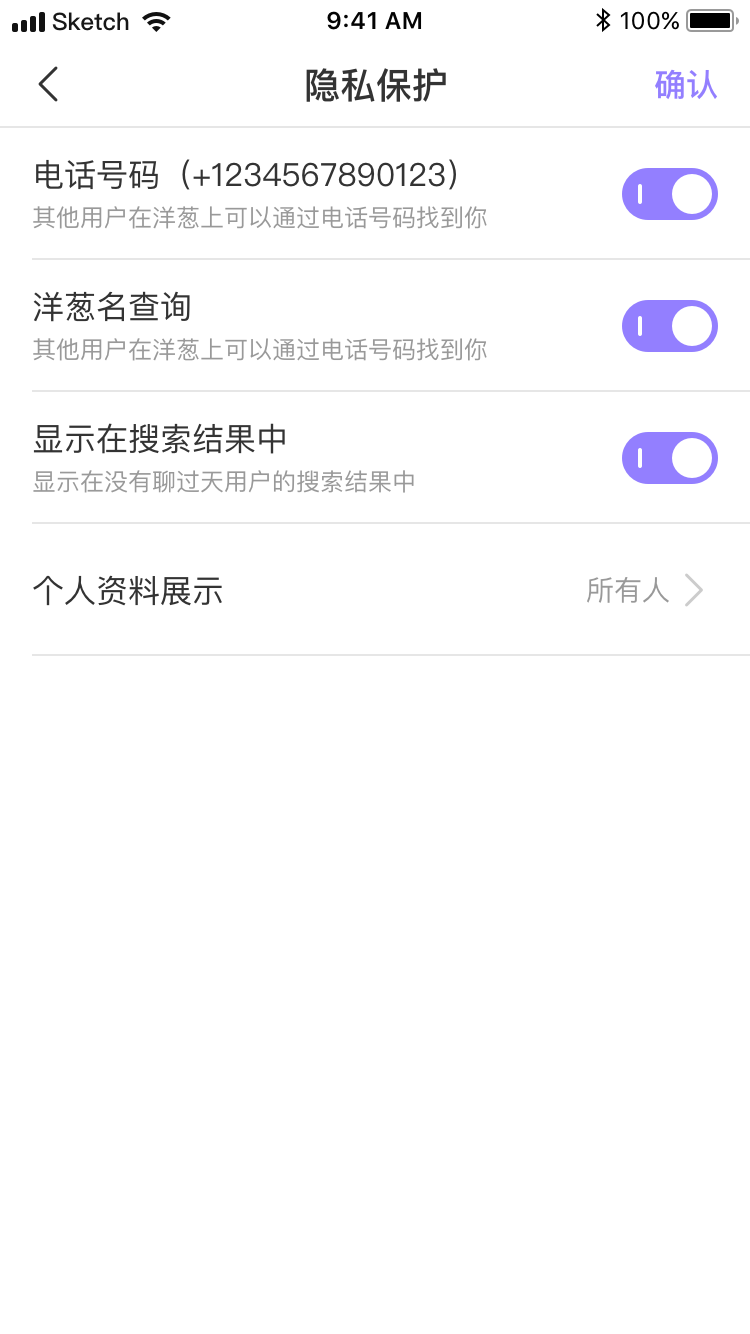 Sketch 9:41 AM 100%
隐私保护 确认
电话号码（+1234567890123）
其他用户在洋葱上可以通过电话号码找到你
洋葱名查询
其他用户在洋葱上可以通过电话号码找到你
显示在搜索结果中
显示在没有聊过天用户的搜索结果中
个人资料展示 所有人